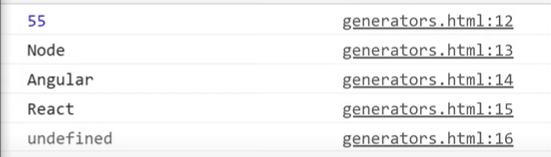 55 generators.html:12
Node generators.html:13
Angular generators.html:14
React generators.html:15
undefined generators.html:16